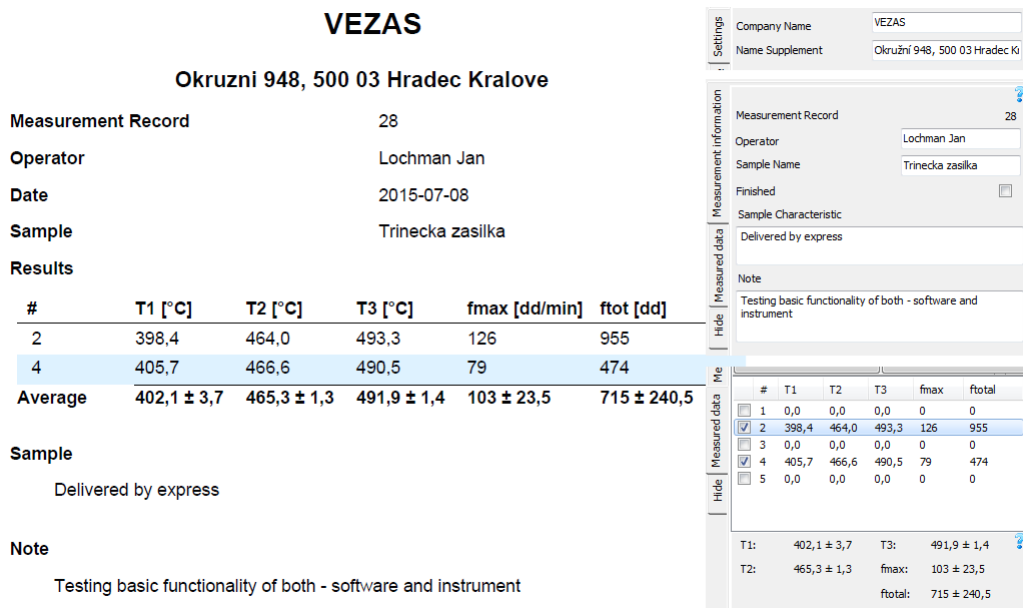 VEZAS
Okruzni 948, 500 03 Hradec Kralove
Measurement Record 28
Operator Lochman Jan
Date 2015-07-08
Sample Trinecka zasilka
Results
# T1 [°C] T2 [°C] T3 [°C] fmax [dd/min] ftot [dd]
2 398,4 464,0 493,3 126 955
4 405,7 466,6 490,5 79 474
Average 402,1 ± 3,7 465,3 ± 1,3 491,9 ± 1,4 103 ± 23,5 715 ± 240,5
Sample
Delivered by express
Note
Testing basic functionality of both - software and instrument
Settings
Company Name VEZAS
Name Supplement Okružní 948, 500 03 Hradec
Measurement information
Measured data
Hide
?
Measurement Record 28
Operator Lochman Jan
Sample Name Trinecka zasilka
Finished
Sample Characteristic
Delivered by express
Note
Testing basic functionality of both - software and
instrument
Me
Measured data
Hide
# T1 T2 T3 fmax ftotal
1 0,0 0,0 0,0 0 0
2 398,4 464,0 493,3 126 955
3 0,0 0,0 0,0 0 0
4 405,7 466,6 490,5 79 474
5 0,0 0,0 0,0 0 0
?
T1: 402,1 ± 3,7 T3: 491,9 ± 1,4
T2: 465,3 ± 1,3 fmax: 103 ± 23,5
ftotal: 715 ± 240,5